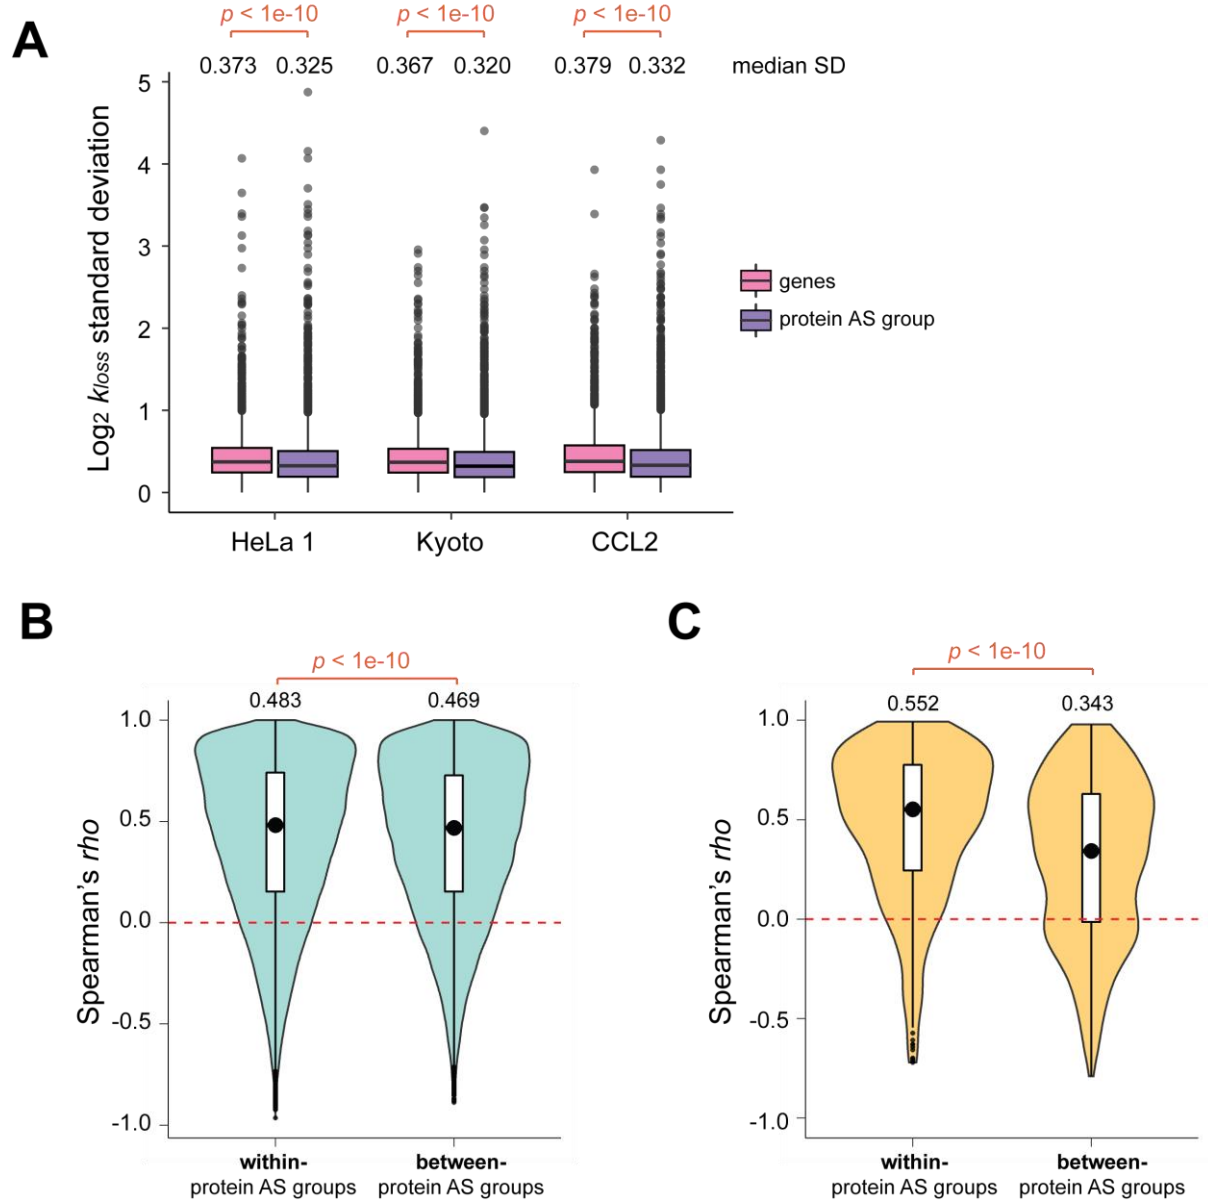 A
p < 1e-10 p < 1e-10 p < 1e-10
0.373 0.325 0.367 0.320 0.379 0.332 median SD
Log2 kloss standard deviation
5
4
3
2
1
0
genes
protein AS group
HeLa 1 Kyoto CCL2
B
p < 1e-10
0.483 0.469
Spearman's rho
1.0
0.5
0.0
-0.5
-1.0
within- between-
protein AS groups protein AS groups
C
p < 1e-10
0.552 0.343
Spearman's rho
1.0
0.5
0.0
-0.5
-1.0
within- between-
protein AS groups protein AS groups